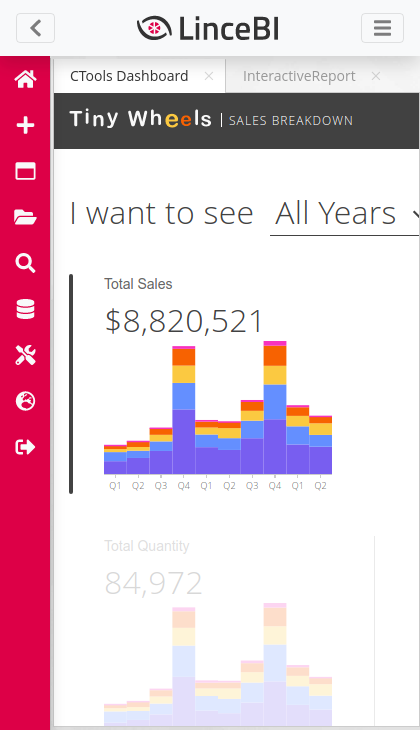 LinceBI
CTools Dashboard × InteractiveReport ×
Tiny Wheels | SALES BREAKDOWN
I want to see All Years
Total Sales
$8,820,521
Q1 Q2 Q3 Q4 Q1 Q2 Q3 Q4 Q1 Q2
Total Quantity
84,972